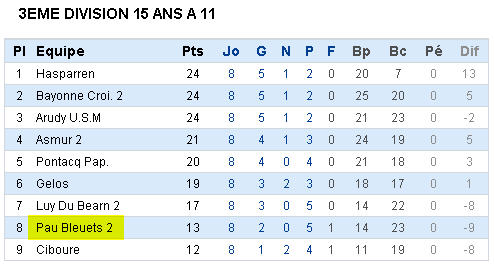 3EME DIVISION 15 ANS A 11
Pl Equipe Pts Jo G N P F Bp Bc Pé Dif
1 Hasparren 24 8 5 1 2 0 20 7 0 13
2 Bayonne Croi. 2 24 8 5 1 2 0 25 20 0 5
3 Arudy U.S.M 24 8 5 1 2 0 21 23 0 -2
4 Asmur 2 21 8 4 1 3 0 24 19 0 5
5 Pontacq Pap. 20 8 4 0 4 0 21 18 0 3
6 Gelos 19 8 3 2 3 0 18 17 0 1
7 Luy Du Bearn 2 17 8 3 0 5 0 14 22 0 -8
8 Pau Bleuets 2 13 8 2 0 5 1 14 23 0 -9
9 Ciboure 12 8 1 2 4 1 11 19 0 -8